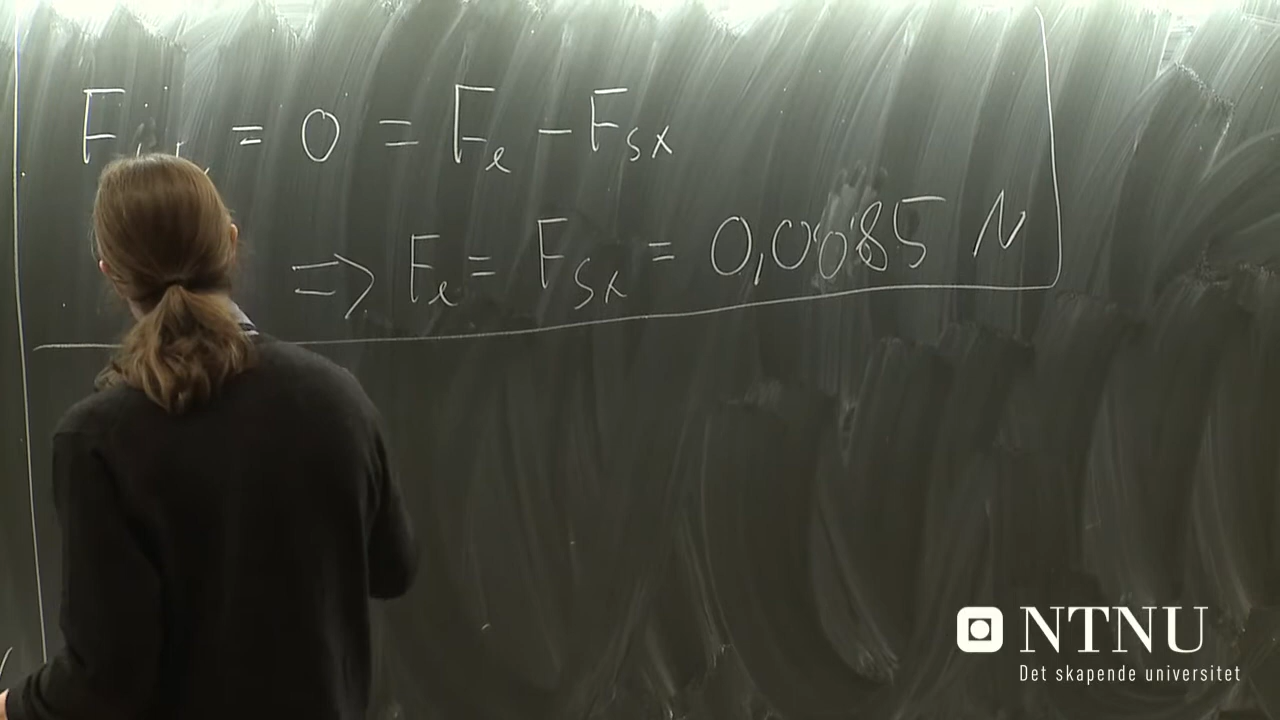 F = 0 = Fe - FSx
=> Fe = FSx = 0,0085 N
NTNU
Det skapende universitet